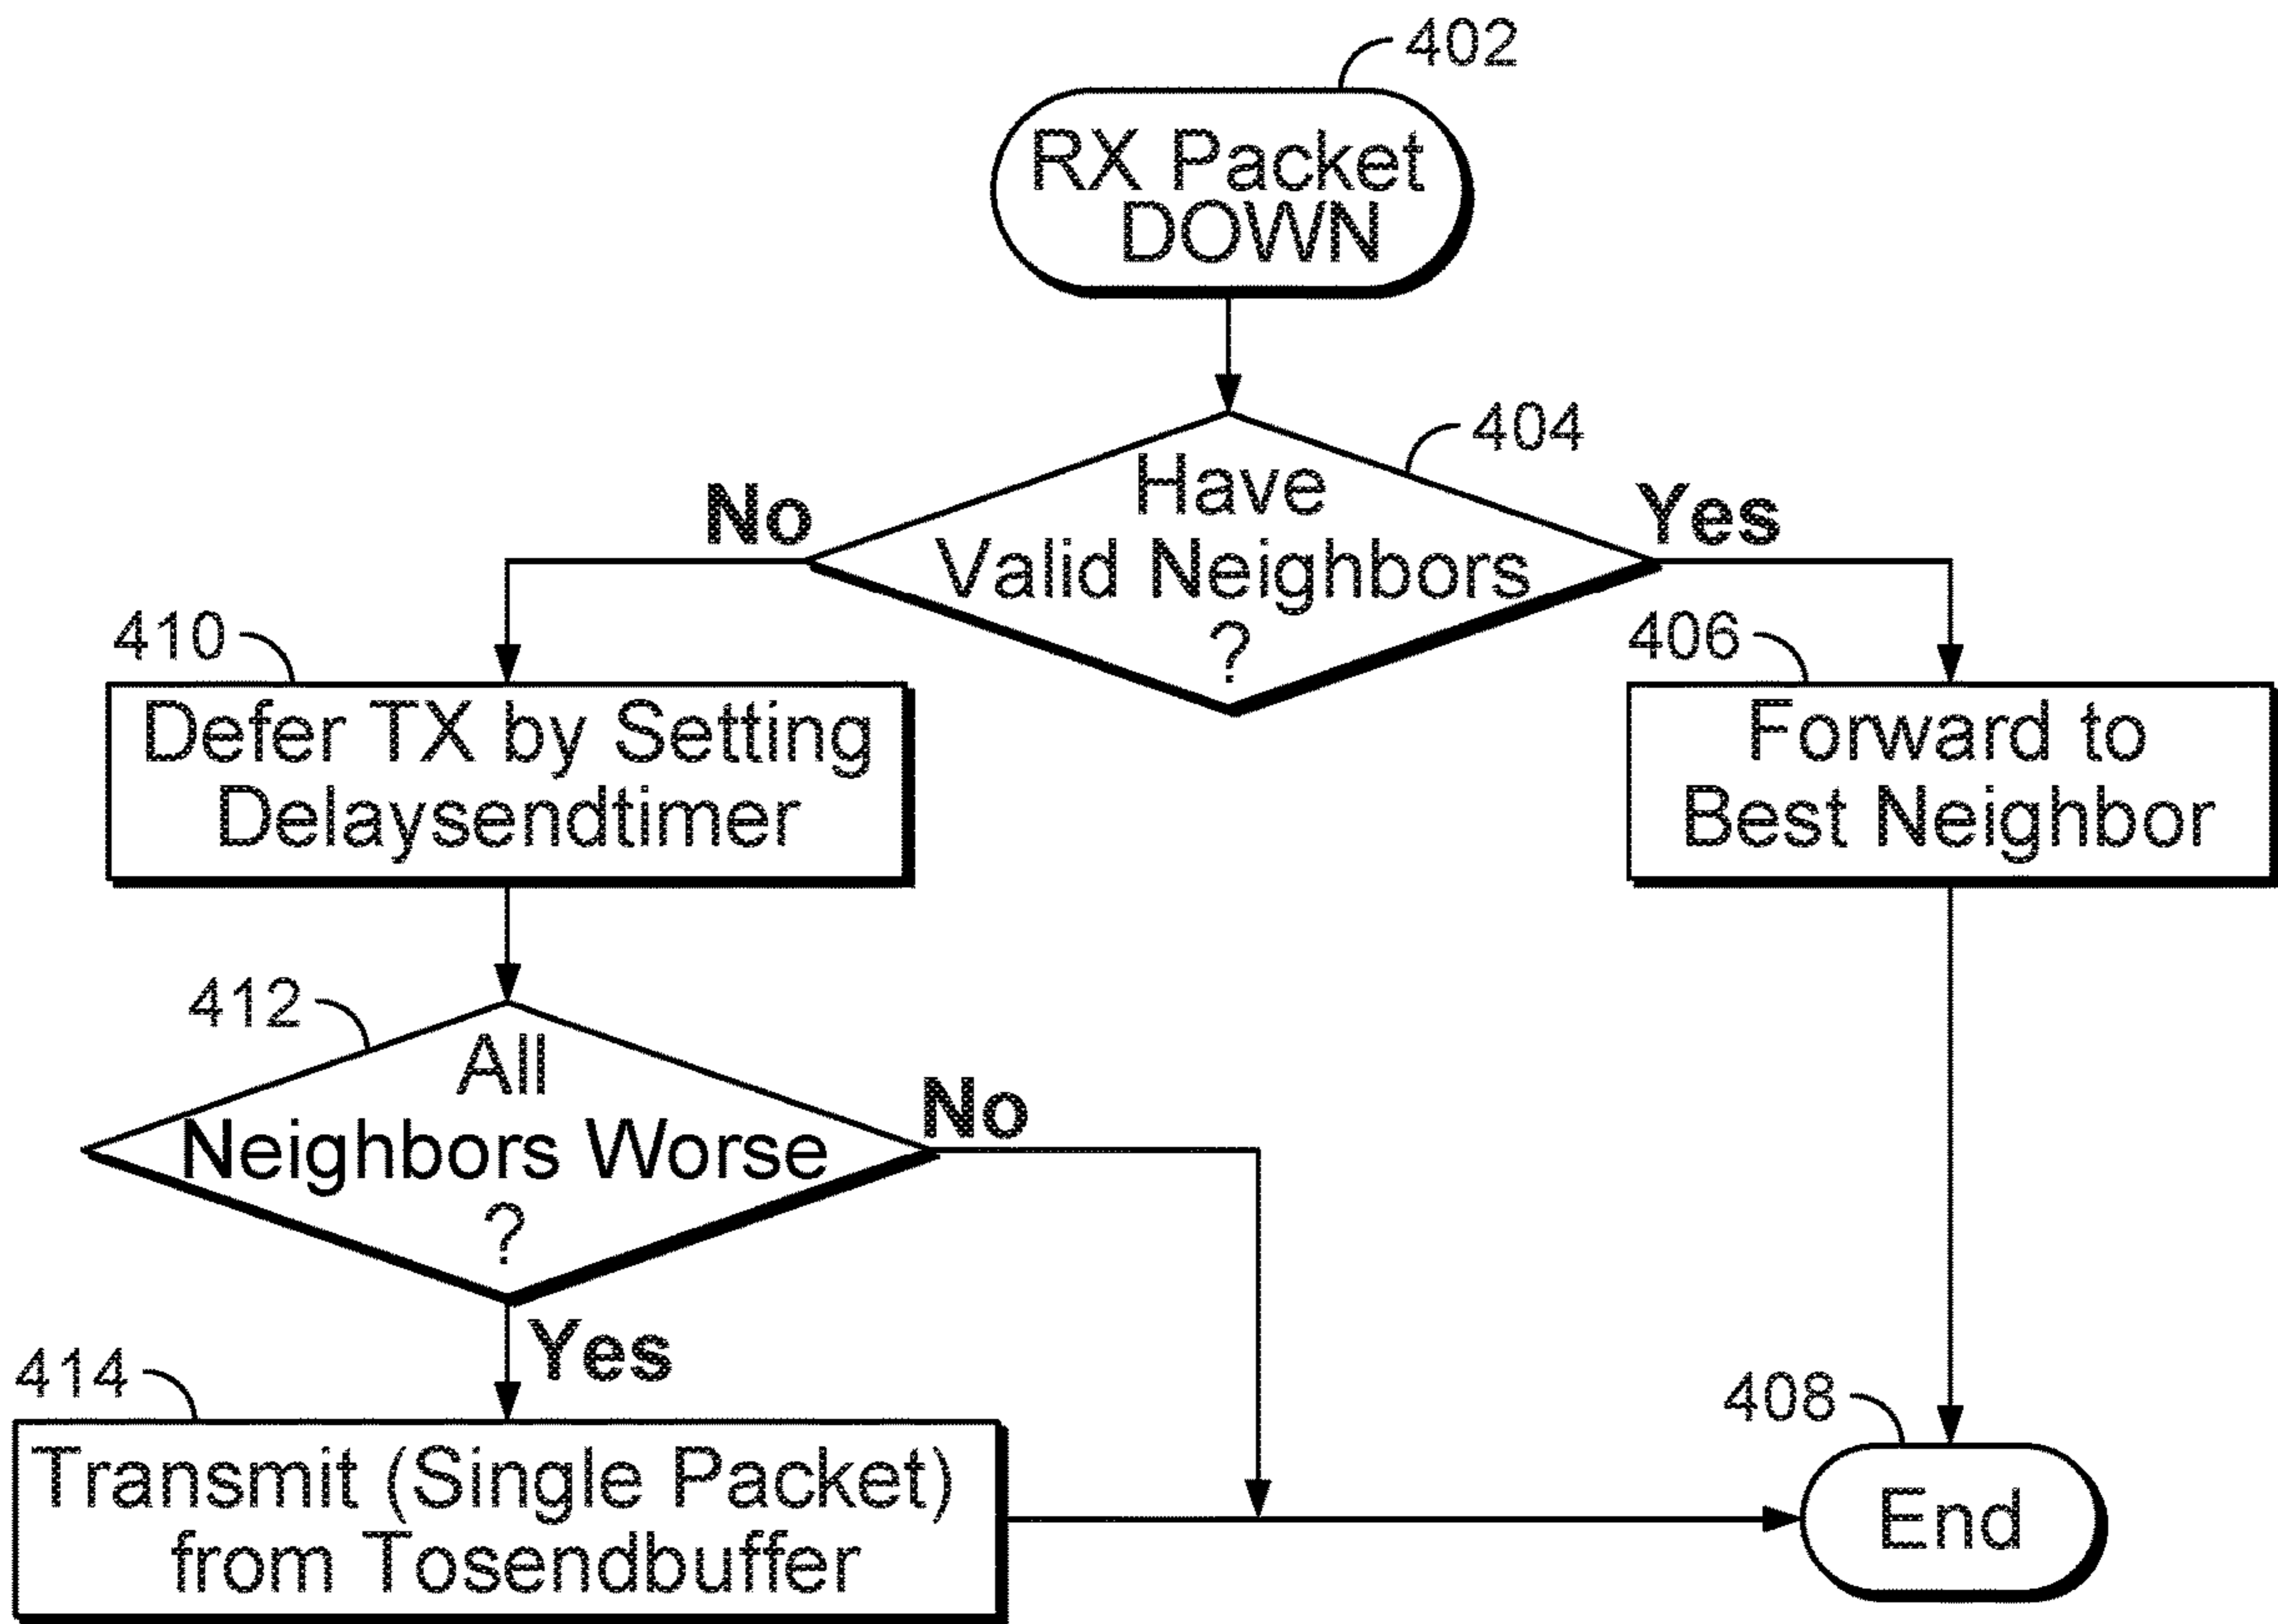 402
RX Packet
DOWN
404
Have
Valid Neighbors
?
No
Yes
410
Defer TX by Setting
Delaysendtimer
406
Forward to
Best Neighbor
412
All
Neighbors Worse
?
No
Yes
414
Transmit (Single Packet)
from Tosendbuffer
408
End